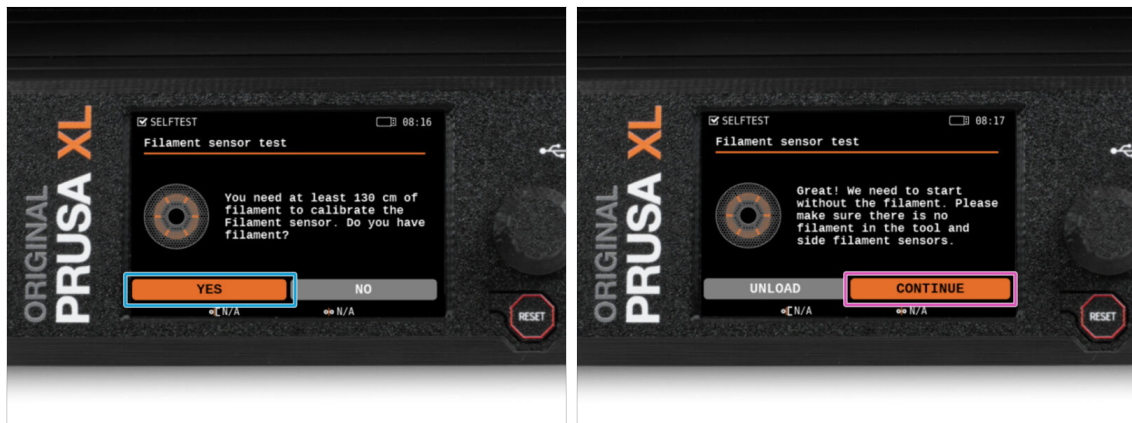 ORIGINAL
PRUSA XL
SELFTEST
08:16
Filament sensor test
You need at least 130 cm of
filament to calibrate the
Filament sensor. Do you have
filament?
YES
NO
N/A
N/A
RESET
ORIGINAL
PRUSA XL
SELFTEST
08:17
Filament sensor test
Great! We need to start
without the filament. Please
make sure there is no
filament in the tool and
side filament sensors.
UNLOAD
CONTINUE
N/A
N/A
RESET